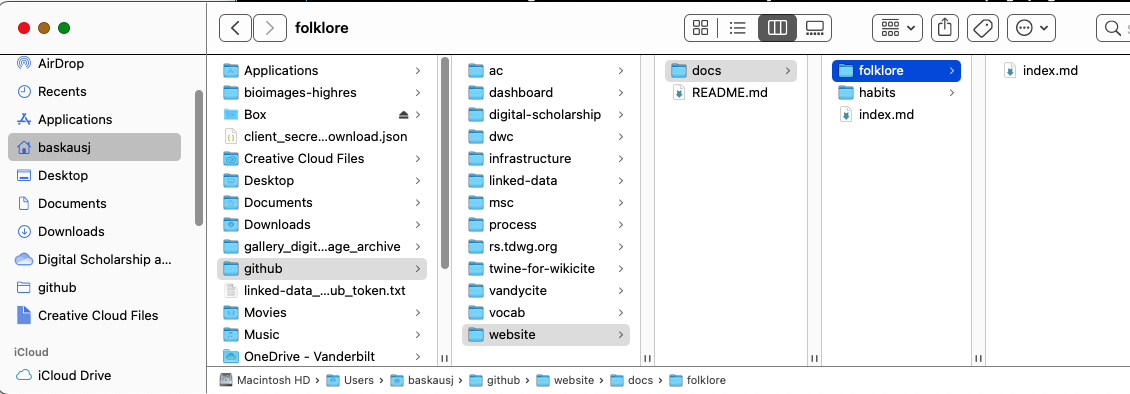 folklore
AirDrop
Recents
Applications
baskausj
Desktop
Documents
Downloads
Digital Scholarship a...
github
Creative Cloud Files
iCloud
iCloud Drive
Applications
bioimages-highres
Box
client_secre...ownload.json
Creative Cloud Files
Desktop
Documents
Downloads
gallery_digit...age_archive
github
linked-data_...ub_token.txt
Movies
Music
OneDrive - Vanderbilt
ac
dashboard
digital-scholarship
dwc
infrastructure
linked-data
msc
process
rs.tdwg.org
twine-for-wikicite
vandycite
vocab
website
docs
README.md
folklore
habits
index.md
index.md
Macintosh HD › Users › baskausj › github › website › docs › folklore